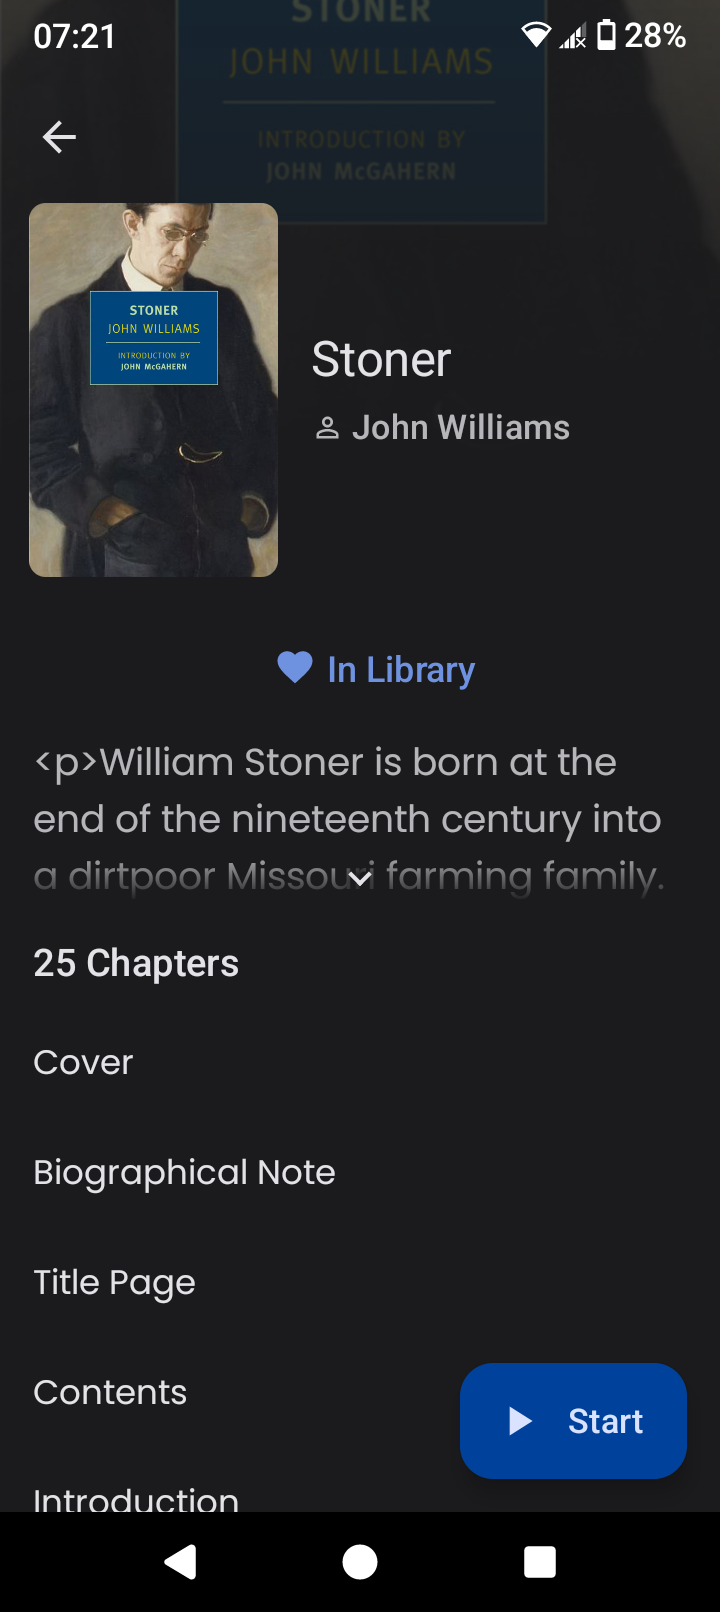 STONER
07:21
28%
JOHN WILLIAMS
INTRODUCTION BY
JOHN McGAHERN
STONER
JOHN WILLIAMS
INTRODUCTION BY
JOHN McGAHERN
Stoner
John Williams
In Library
<p>William Stoner is born at the
end of the nineteenth century into
a dirtpoor Missouri farming family.
25 Chapters
Cover
Biographical Note
Title Page
Contents
Start
Introduction